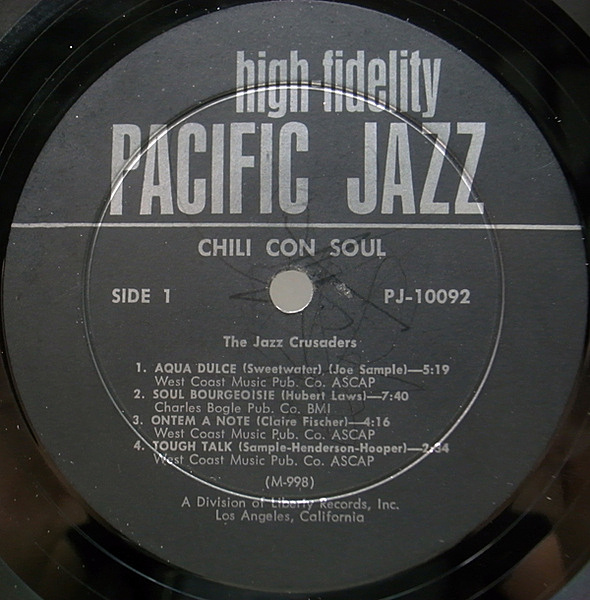 high-fidelity
PACIFIC JAZZ
CHILI CON SOUL
SIDE 1 PJ-10092
The Jazz Crusaders
1. AQUA DULCE (Sweetwater) (Joe Sample)—5:19
West Coast Music Pub. Co. ASCAP
2. SOUL BOURGEOISIE (Hubert Laws)—7:40
Charles Bogle Pub. Co. BMI
3. ONTEM A NOTE (Claire Fischer)—4:16
West Coast Music Pub. Co. ASCAP
4. TOUGH TALK (Sample-Henderson-Hooper)—2:34
West Coast Music Pub. Co. ASCAP
(M-998)
A Division of Liberty Records, Inc.
Los Angeles, California